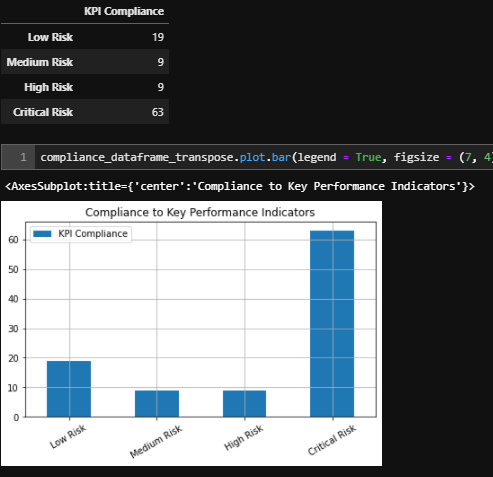 KPI Compliance
Low Risk 19
Medium Risk 9
High Risk 9
Critical Risk 63
1 compliance_dataframe_transpose.plot.bar(legend = True, figsize = (7, 4)
<AxesSubplot:title={'center':'Compliance to Key Performance Indicators'}>
Compliance to Key Performance Indicators
KPI Compliance
60
50
40
30
20
10
0
Low Risk Medium Risk High Risk Critical Risk